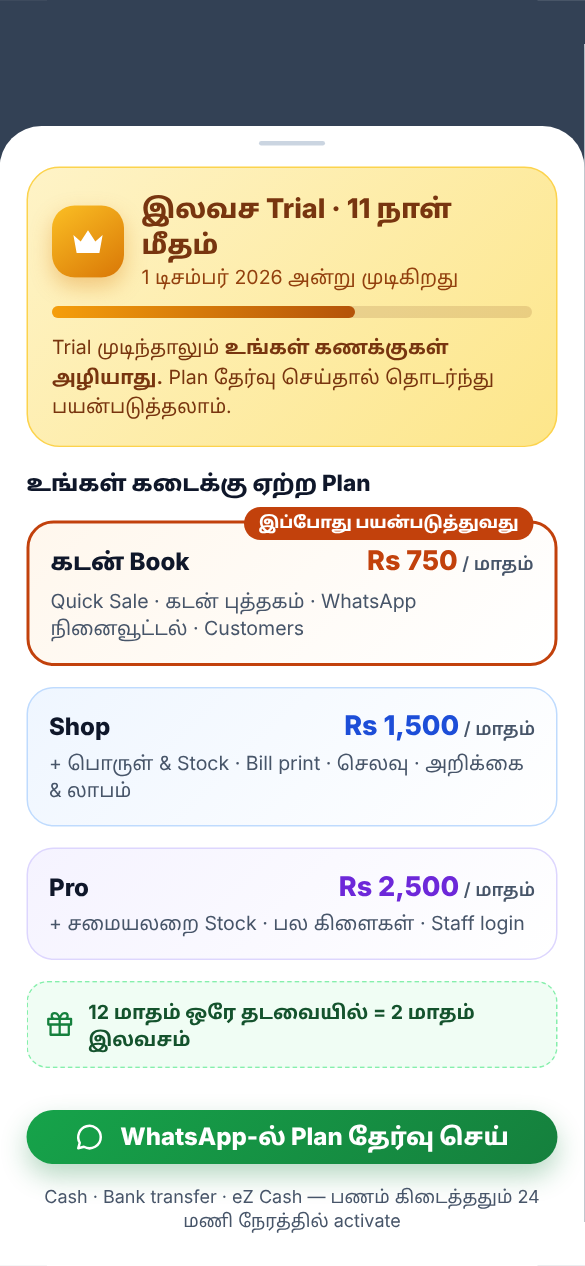 இலவச Trial · 11 நாள்
மீதம்
1 டிசம்பர் 2026 அன்று முடிகிறது
Trial முடிந்தாலும் உங்கள் கணக்குகள்
அழியாது. Plan தேர்வு செய்தால் தொடர்ந்து
பயன்படுத்தலாம்.
உங்கள் கடைக்கு ஏற்ற Plan
இப்போது பயன்படுத்துவது
கடன் Book Rs 750 / மாதம்
Quick Sale · கடன் புத்தகம் · WhatsApp
நினைவூட்டல் · Customers
Shop Rs 1,500 / மாதம்
+ பொருள் & Stock · Bill print · செலவு · அறிக்கை
& லாபம்
Pro Rs 2,500 / மாதம்
+ சமையலறை Stock · பல கிளைகள் · Staff login
12 மாதம் ஒரே தடவையில் = 2 மாதம்
இலவசம்
WhatsApp-ல் Plan தேர்வு செய்
Cash · Bank transfer · eZ Cash — பணம் கிடைத்ததும் 24
மணி நேரத்தில் activate